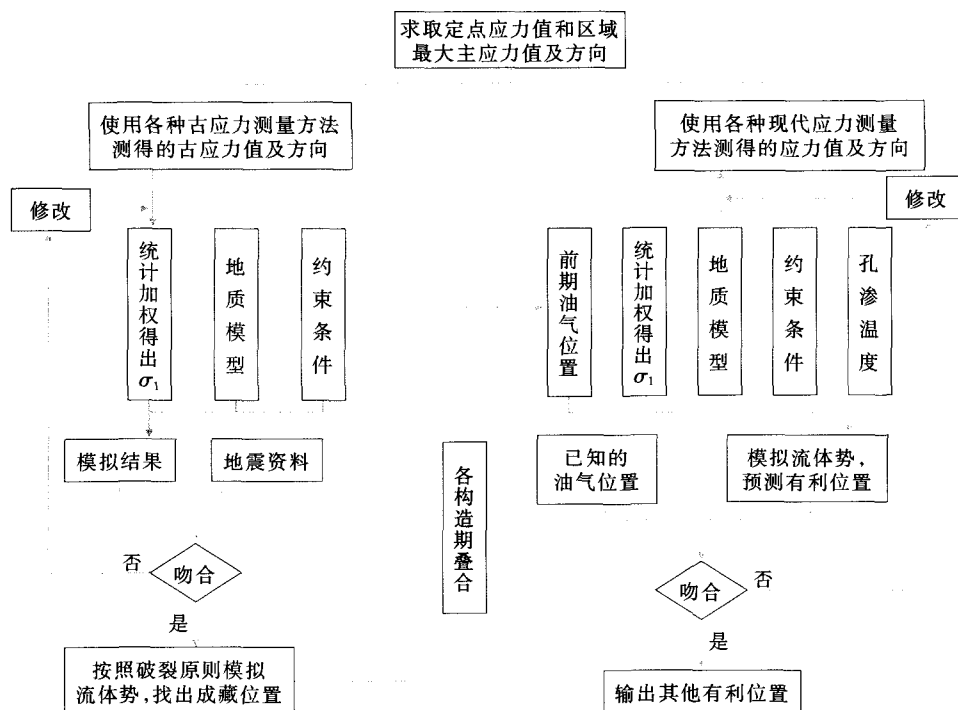 求取定点应力值和区域
最大主应力值及方向
使用各种古应力测量方法
测得的古应力值及方向
使用各种现代应力测量
方法测得的应力值及方向
修改
修改
统计加权得出σ₁
地质模型
约束条件
前期油气位置
统计加权得出σ₁
地质模型
约束条件
孔渗温度
模拟结果
地震资料
各构造期叠合
已知的
油气位置
模拟流体势，
预测有利位置
否
吻合
是
吻合
否
是
按照破裂原则模拟
流体势，找出成藏位置
输出其他有利位置